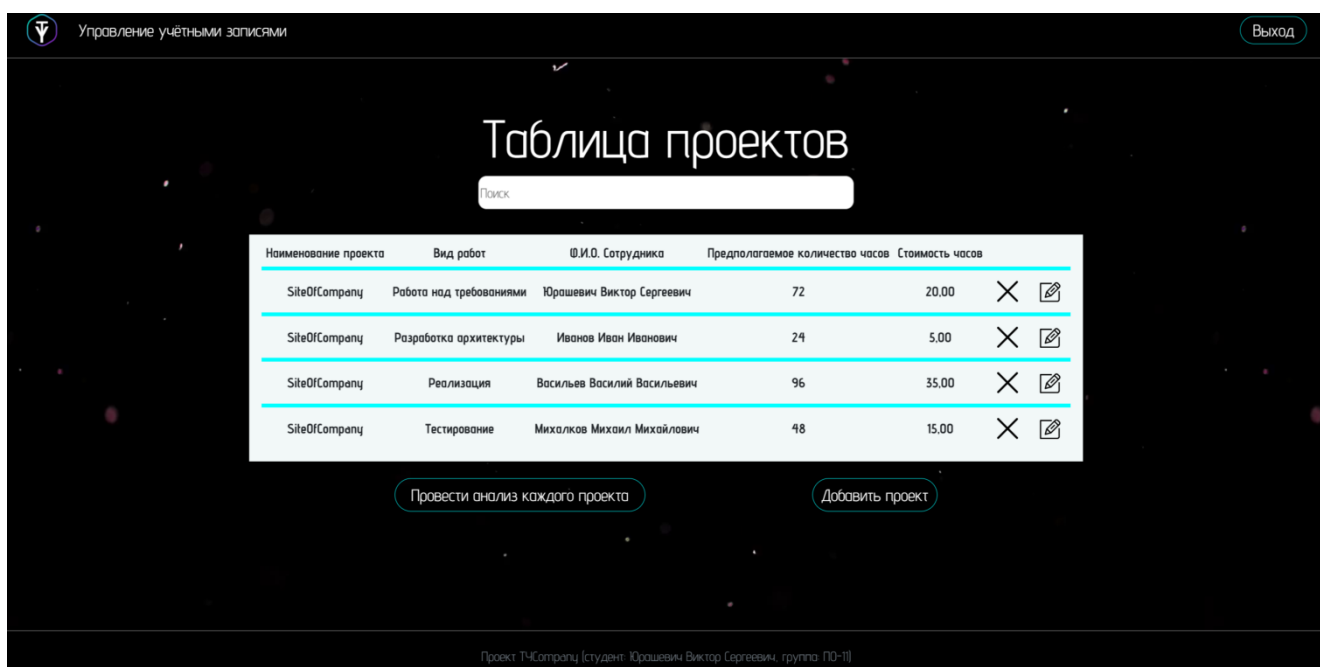 Управление учётными записями Выход
Таблица проектов
Поиск
Наименование проекта Вид работ Ф.И.О. Сотрудника Предполагаемое количество часов Стоимость часов
SiteOfCompany Работа над требованиями Юрашевич Виктор Сергеевич 72 20,00
SiteOfCompany Разработка архитектуры Иванов Иван Иванович 24 5,00
SiteOfCompany Реализация Васильев Василий Васильевич 96 35,00
SiteOfCompany Тестирование Михалков Михаил Михайлович 48 15,00
Провести анализ каждого проекта Добавить проект
Проект TYCompany (студент: Юрашевич Виктор Сергеевич, группа: ПО-11)